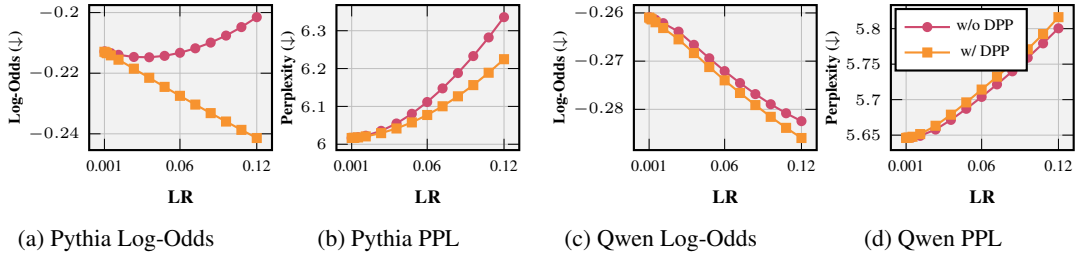 Log-Odds (↓)
−0.2
−0.22
−0.24
0.001
0.06
0.12
LR
(a) Pythia Log-Odds
Perplexity (↓)
6.3
6.2
6.1
6
0.001
0.06
0.12
LR
(b) Pythia PPL
Log-Odds (↓)
−0.26
−0.27
−0.28
0.001
0.06
0.12
LR
(c) Qwen Log-Odds
Perplexity (↓)
5.8
5.75
5.7
5.65
w/o DPP
w/ DPP
0.001
0.06
0.12
LR
(d) Qwen PPL